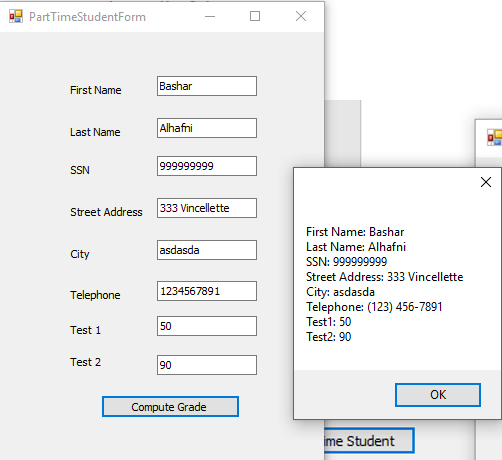 PartTimeStudentForm
First Name Bashar
Last Name Alhafni
SSN 999999999
Street Address 333 Vincellette
City asdasda
Telephone 1234567891
Test 1 50
Test 2 90
Compute Grade
First Name: Bashar
Last Name: Alhafni
SSN: 999999999
Street Address: 333 Vincellette
City: asdasda
Telephone: (123) 456-7891
Test1: 50
Test2: 90
OK
Student